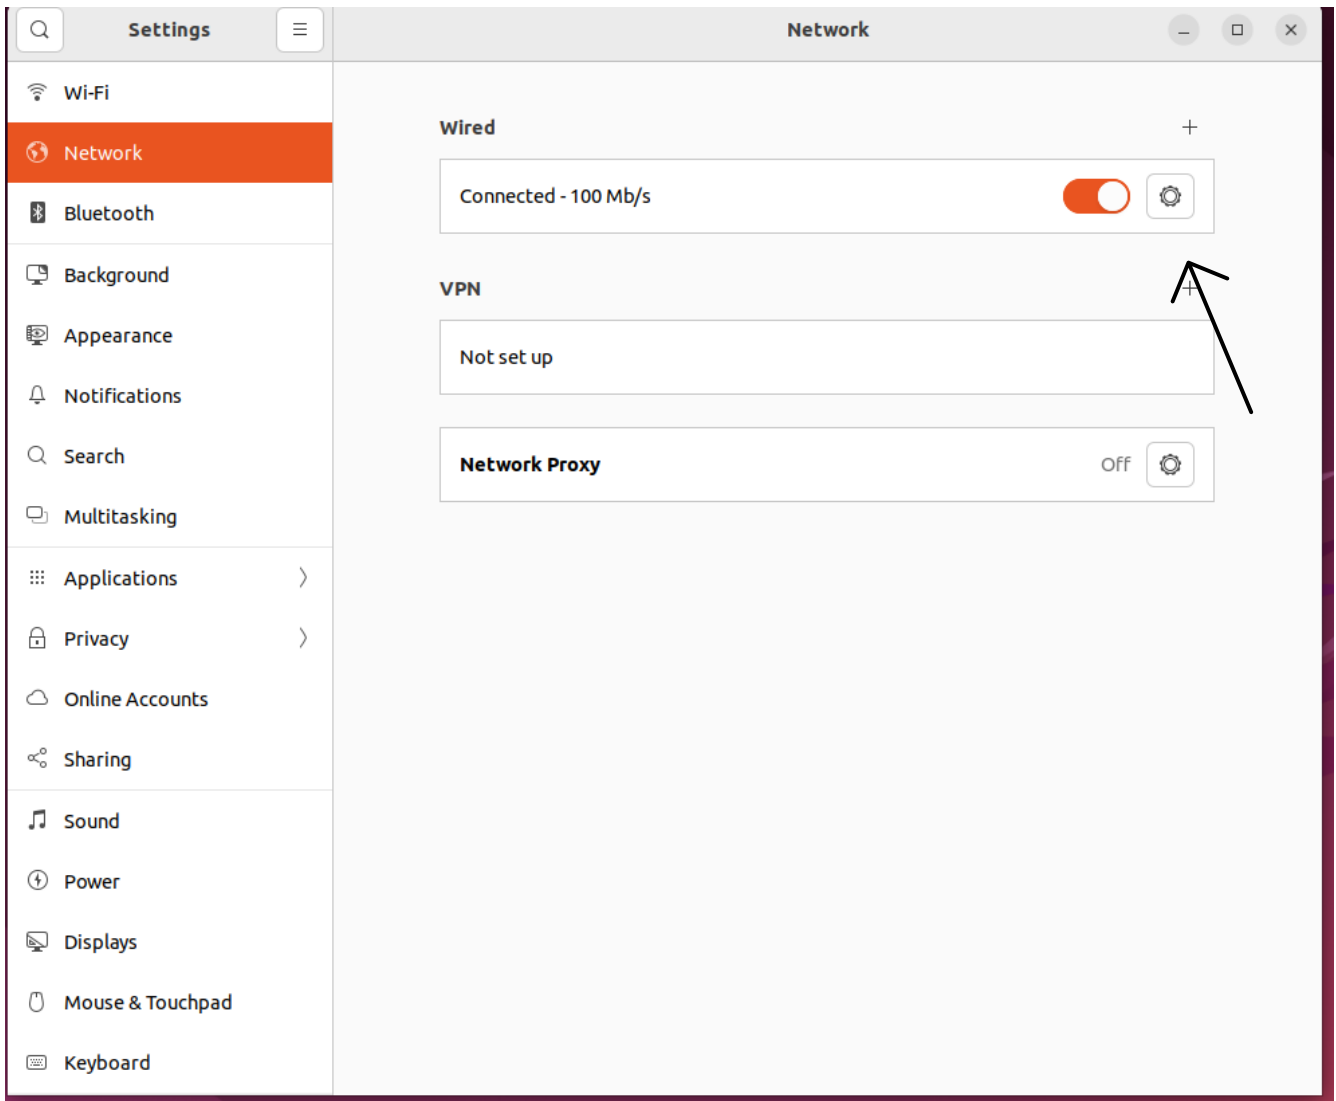 Settings
Network
Wi-Fi
Network
Bluetooth
Background
Appearance
Notifications
Search
Multitasking
Applications
Privacy
Online Accounts
Sharing
Sound
Power
Displays
Mouse & Touchpad
Keyboard
Wired
Connected - 100 Mb/s
VPN
Not set up
Network Proxy Off